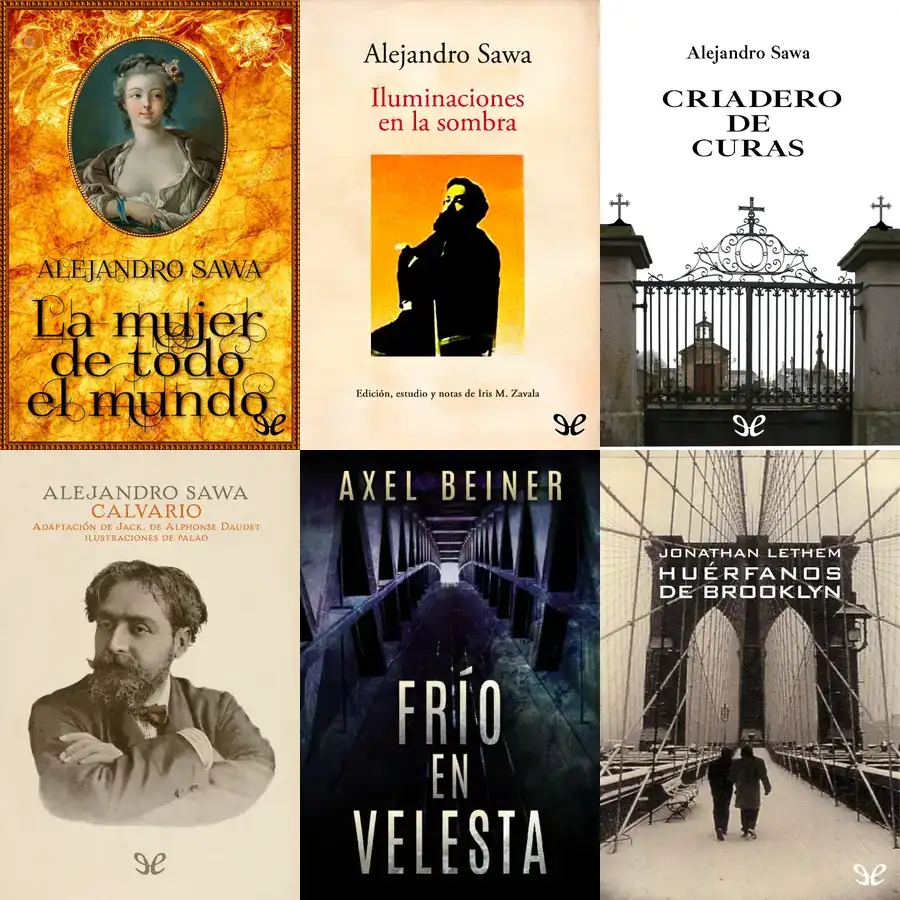 ALEJANDRO SAWA
La mujer
de todo
el mundo
Alejandro Sawa
Iluminaciones
en la sombra
Edición, estudio y notas de Iris M. Zavala
Alejandro Sawa
CRIADERO
DE
CURAS
ALEJANDRO SAWA
CALVARIO
ADAPTACIÓN DE JACK, DE ALPHONSE DAUDET
ILUSTRACIONES DE PALAO
AXEL BEINER
FRÍO
EN
VELESTA
JONATHAN LETHEM
HUÉRFANOS
DE BROOKLYN